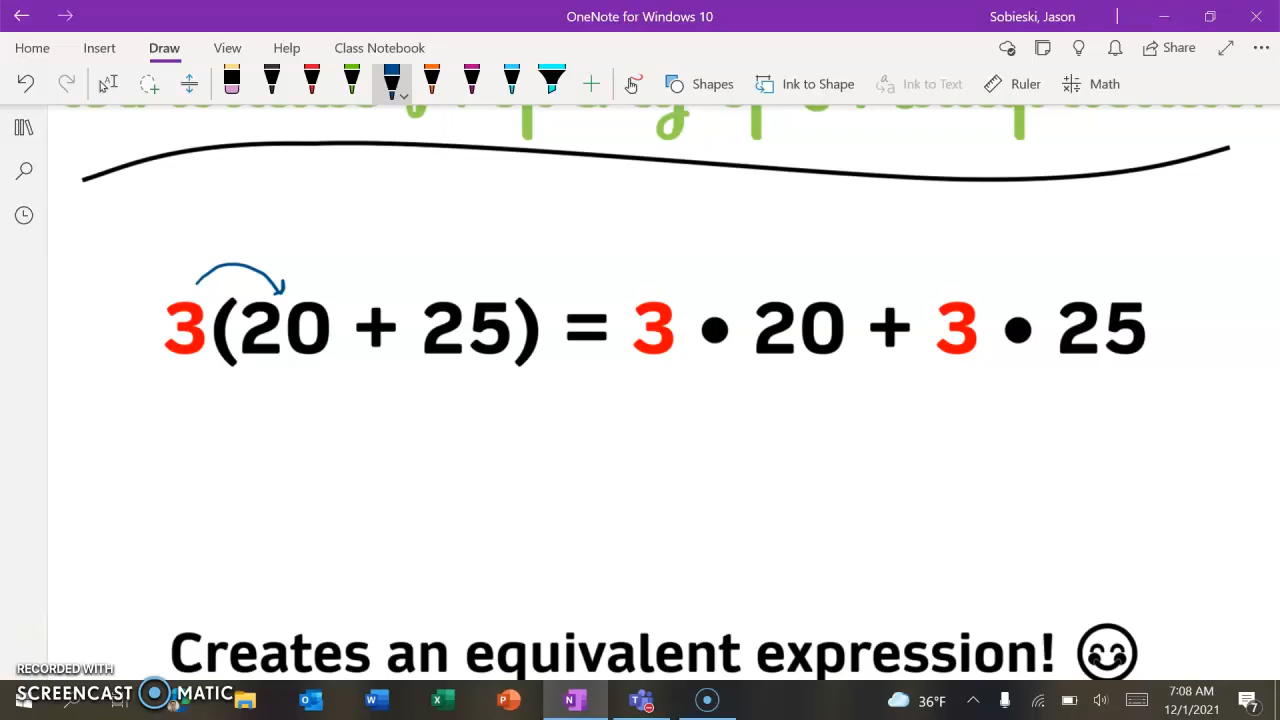 OneNote for Windows 10
Sobieski, Jason
Home Insert Draw View Help Class Notebook Share
Shapes Ink to Shape Ink to Text Ruler Math
3(20 + 25) = 3 • 20 + 3 • 25
Creates an equivalent expression!
RECORDED WITH
SCREENCAST MATIC
36°F
7:08 AM
12/1/2021
7